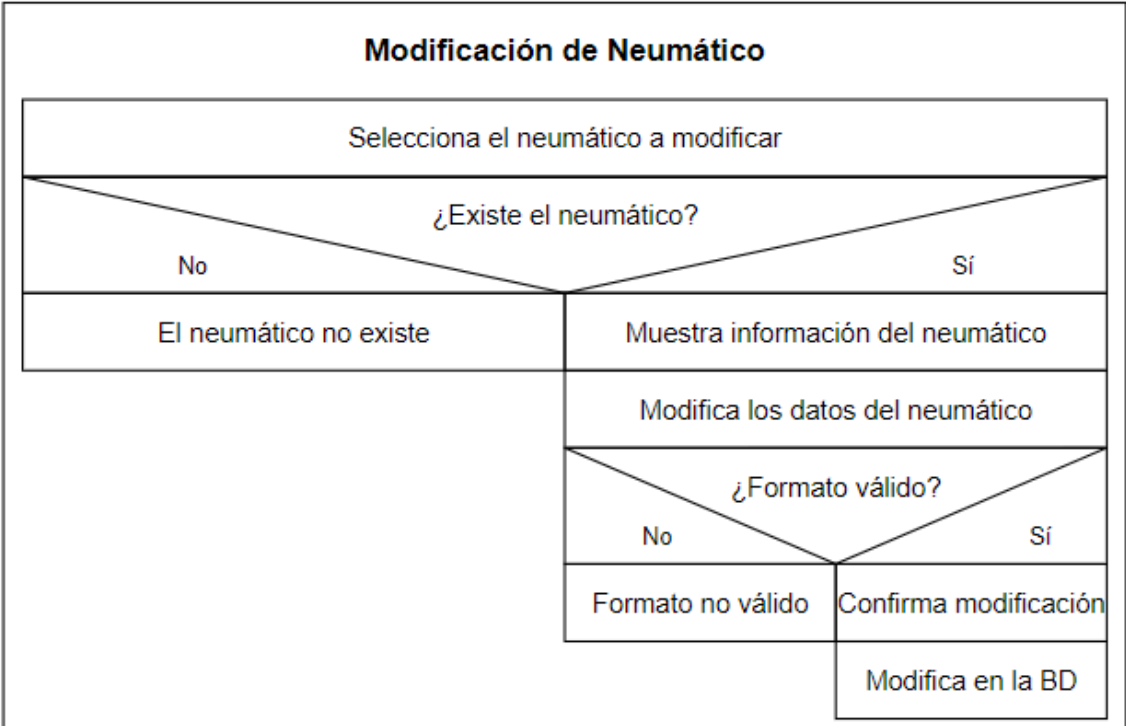 Modificación de Neumático
Selecciona el neumático a modificar
¿Existe el neumático?
No
Sí
El neumático no existe
Muestra información del neumático
Modifica los datos del neumático
¿Formato válido?
No
Sí
Formato no válido
Confirma modificación
Modifica en la BD